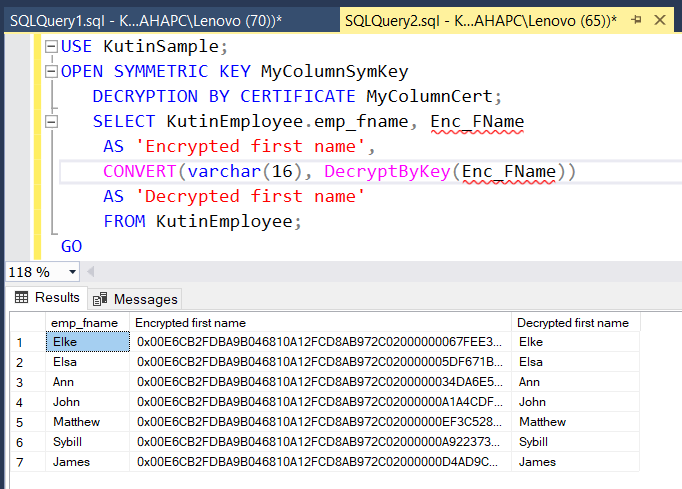 SQLQuery1.sql - K...AHAPC\Lenovo (70))* SQLQuery2.sql - K...AHAPC\Lenovo (65))*
USE KutinSample;
OPEN SYMMETRIC KEY MyColumnSymKey
DECRYPTION BY CERTIFICATE MyColumnCert;
SELECT KutinEmployee.emp_fname, Enc_FName
AS 'Encrypted first name',
CONVERT(varchar(16), DecryptByKey(Enc_FName))
AS 'Decrypted first name'
FROM KutinEmployee;
GO
118 %
Results Messages
emp_fname Encrypted first name Decrypted first name
1 Elke 0x00E6CB2FDBA9B046810A12FCD8AB972C02000000067FEE3... Elke
2 Elsa 0x00E6CB2FDBA9B046810A12FCD8AB972C020000005DF671B... Elsa
3 Ann 0x00E6CB2FDBA9B046810A12FCD8AB972C0200000034DA6E5... Ann
4 John 0x00E6CB2FDBA9B046810A12FCD8AB972C02000000A1A4CDF... John
5 Matthew 0x00E6CB2FDBA9B046810A12FCD8AB972C02000000EF3C528... Matthew
6 Sybill 0x00E6CB2FDBA9B046810A12FCD8AB972C02000000A922373... Sybill
7 James 0x00E6CB2FDBA9B046810A12FCD8AB972C02000000D4AD9C... James